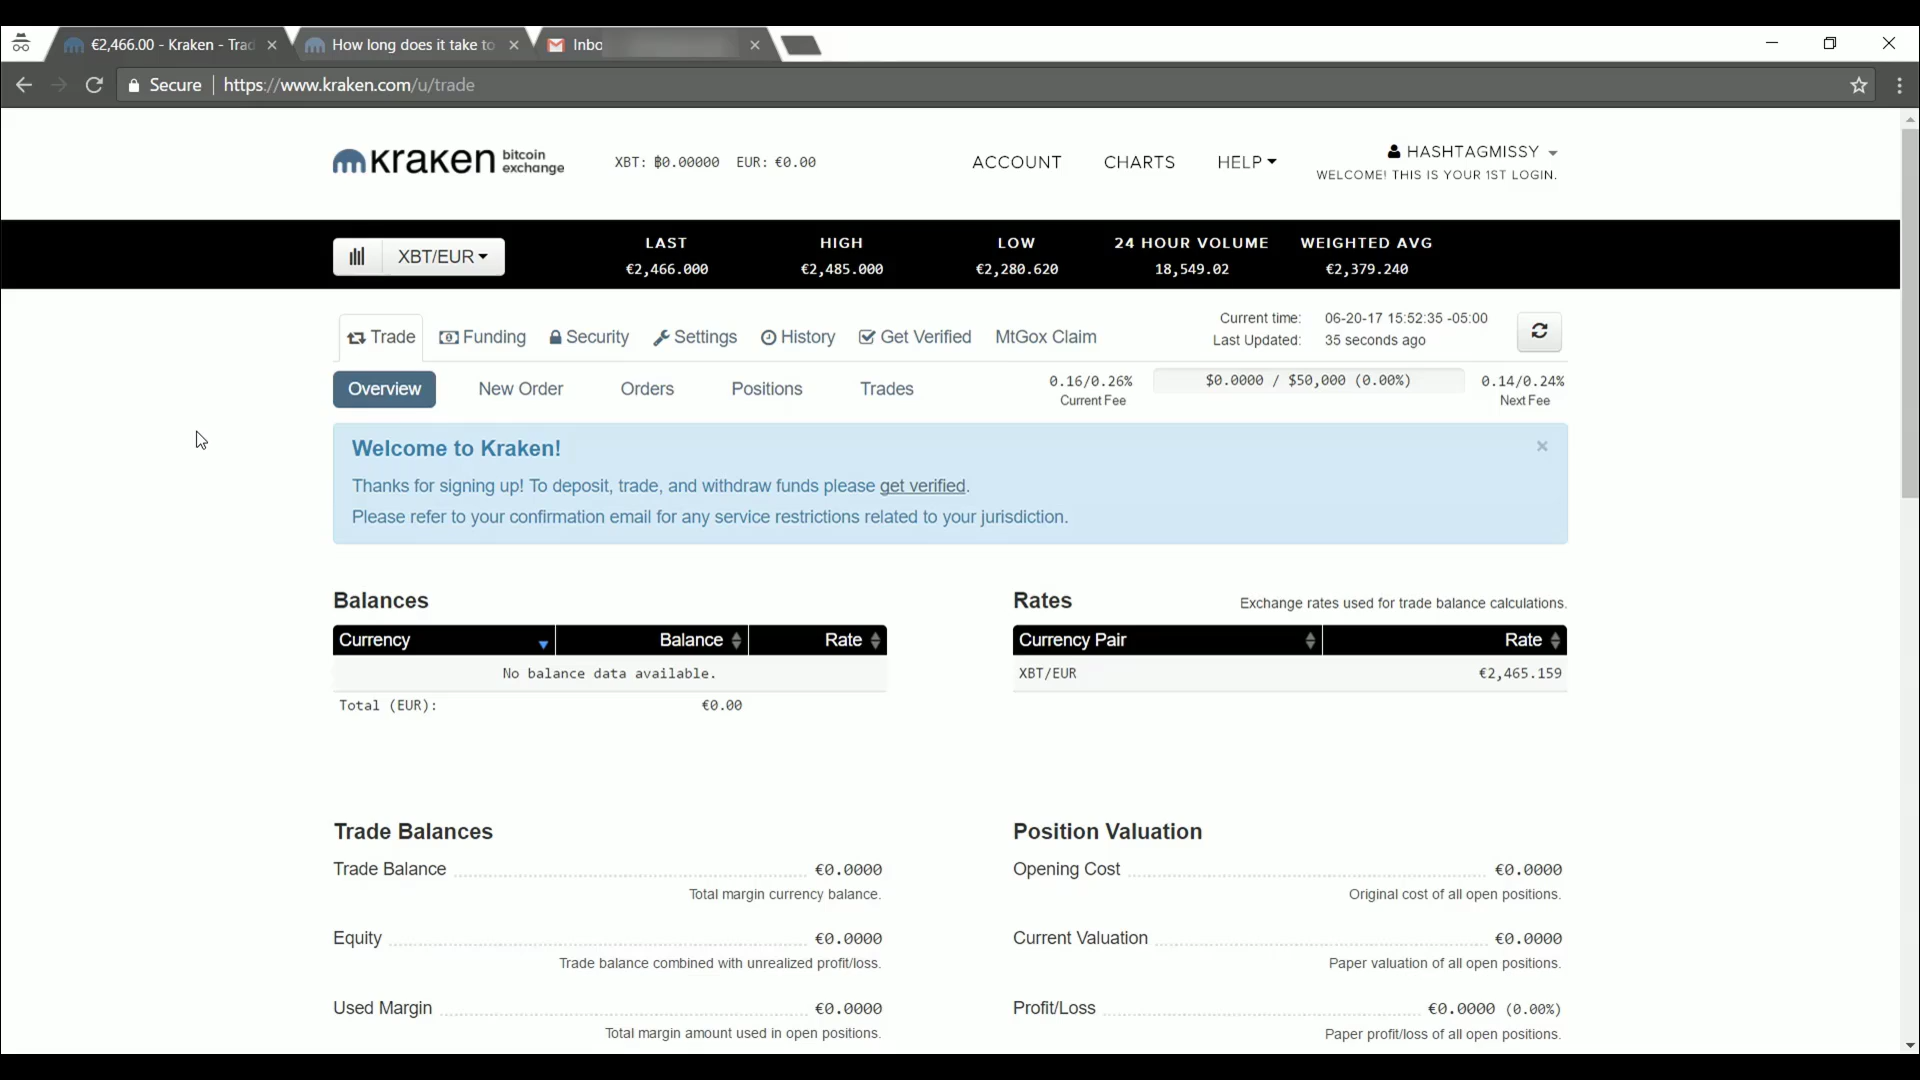 €2,466.00 - Kraken - Trad
How long does it take to
Inbo
Secure
https://www.kraken.com/u/trade
kraken bitcoin exchange
XBT: ฿0.00000 EUR: €0.00
ACCOUNT
CHARTS
HELP
HASHTAGMISSY
WELCOME! THIS IS YOUR 1ST LOGIN.
XBT/EUR
LAST
€2,466.000
HIGH
€2,485.000
LOW
€2,280.620
24 HOUR VOLUME
18,549.02
WEIGHTED AVG
€2,379.240
Trade
Funding
Security
Settings
History
Get Verified
MtGox Claim
Current time: 06-20-17 15:52:35 -05:00
Last Updated: 35 seconds ago
Overview
New Order
Orders
Positions
Trades
0.16/0.26%
Current Fee
$0.0000 / $50,000 (0.00%)
0.14/0.24%
Next Fee
Welcome to Kraken!
Thanks for signing up! To deposit, trade, and withdraw funds please get verified.
Please refer to your confirmation email for any service restrictions related to your jurisdiction.
Balances
Currency Balance Rate
No balance data available.
Total (EUR): €0.00
Rates
Exchange rates used for trade balance calculations.
Currency Pair Rate
XBT/EUR €2,465.159
Trade Balances
Trade Balance €0.0000
Total margin currency balance.
Equity €0.0000
Trade balance combined with unrealized profit/loss.
Used Margin €0.0000
Total margin amount used in open positions.
Position Valuation
Opening Cost €0.0000
Original cost of all open positions.
Current Valuation €0.0000
Paper valuation of all open positions.
Profit/Loss €0.0000 (0.00%)
Paper profit/loss of all open positions.